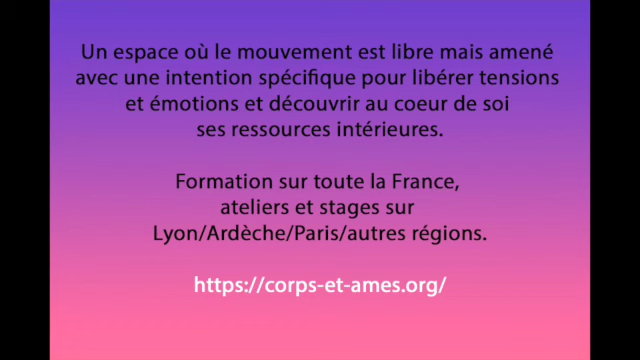 Un espace où le mouvement est libre mais amené
avec une intention spécifique pour libérer tensions
et émotions et découvrir au coeur de soi
ses ressources intérieures.
Formation sur toute la France,
ateliers et stages sur
Lyon/Ardèche/Paris/autres régions.
https://corps-et-ames.org/